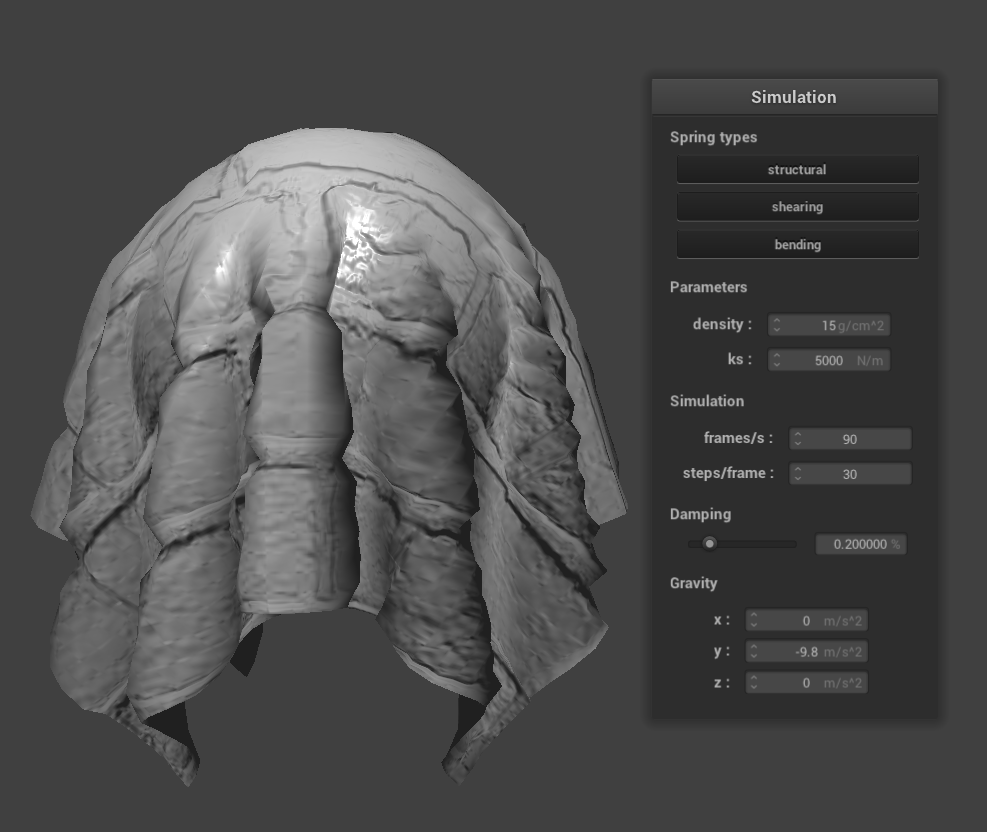 Simulation
Spring types
structural
shearing
bending
Parameters
density : 15 g/cm^2
ks : 5000 N/m
Simulation
frames/s : 90
steps/frame : 30
Damping
0.200000 %
Gravity
x : 0 m/s^2
y : -9.8 m/s^2
z : 0 m/s^2